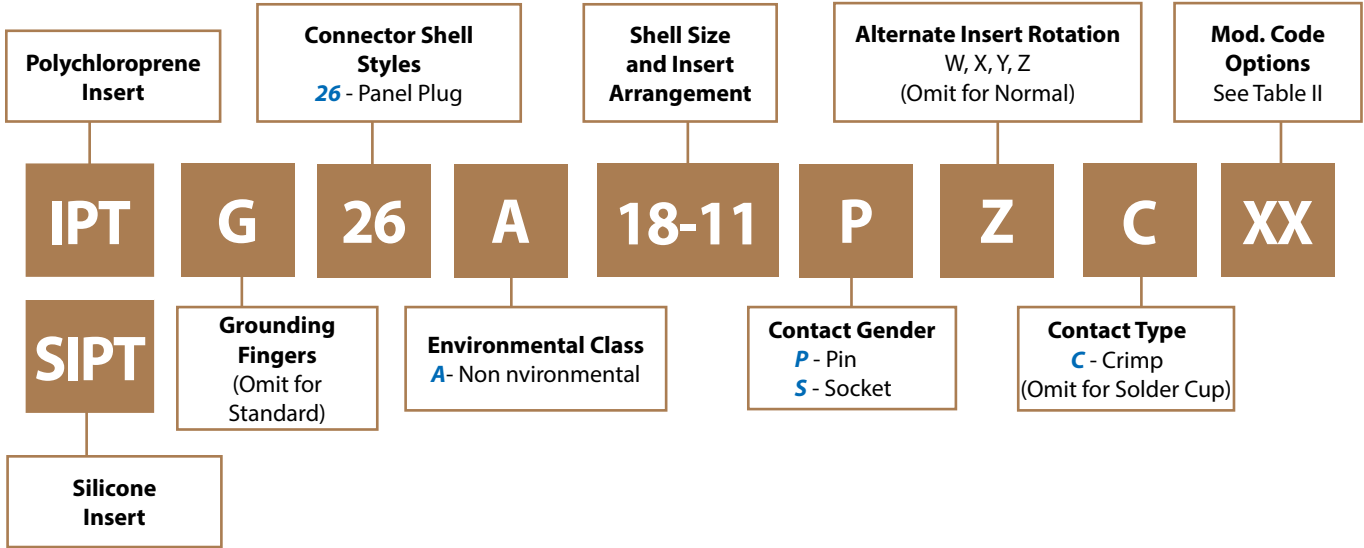 Polychloroprene
Insert
Connector Shell
Styles
26 - Panel Plug
Shell Size
and Insert
Arrangement
Alternate Insert Rotation
W, X, Y, Z
(Omit for Normal)
Mod. Code
Options
See Table II
IPT
G
26
A
18-11
P
Z
C
XX
SIPT
Grounding
Fingers
(Omit for
Standard)
Environmental Class
A- Non nvironmental
Contact Gender
P - Pin
S - Socket
Contact Type
C - Crimp
(Omit for Solder Cup)
Silicone
Insert